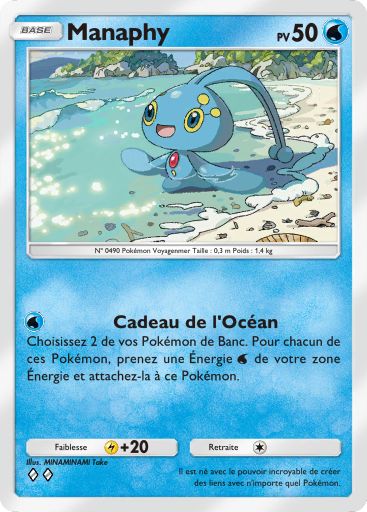 BASE
Manaphy
PV 50
N° 0490 Pokémon Voyagenmer Taille : 0,3 m Poids : 1,4 kg
Cadeau de l'Océan
Choisissez 2 de vos Pokémon de Banc. Pour chacun de
ces Pokémon, prenez une Énergie de votre zone
Énergie et attachez-la à ce Pokémon.
Faiblesse +20
Retraite
Illus. MINAMINAMI Take
Il est né avec le pouvoir incroyable de créer
des liens avec n'importe quel Pokémon.